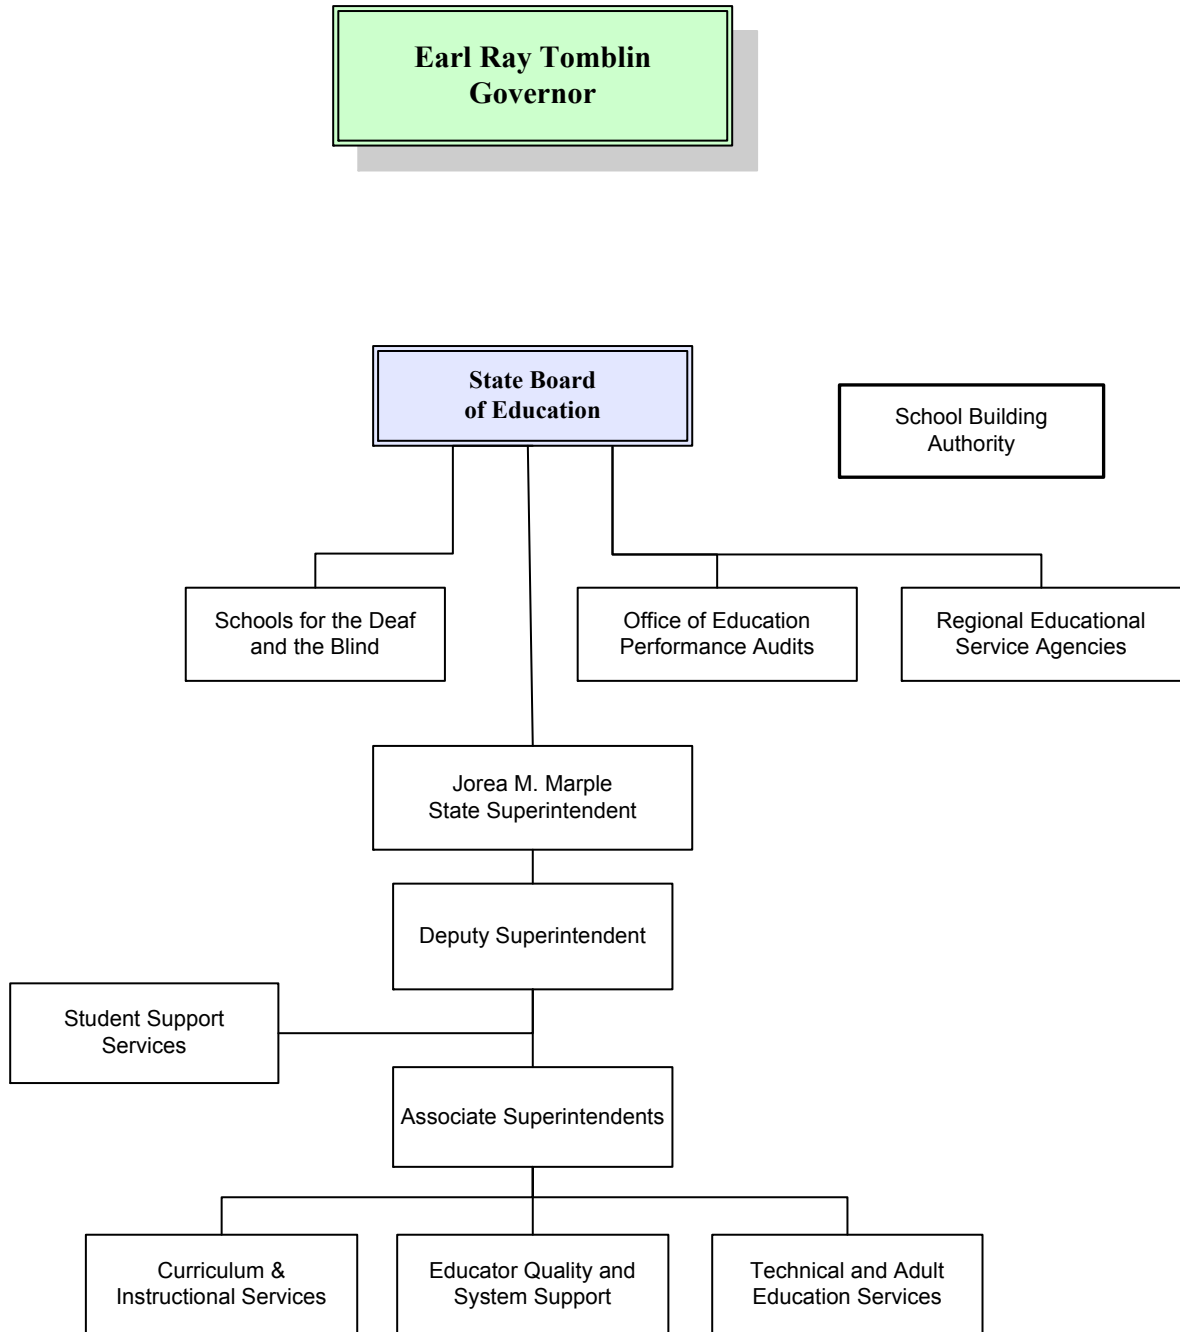 Earl Ray Tomblin
Governor
State Board
of Education
School Building
Authority
Schools for the Deaf
and the Blind
Office of Education
Performance Audits
Regional Educational
Service Agencies
Jorea M. Marple
State Superintendent
Deputy Superintendent
Student Support
Services
Associate Superintendents
Curriculum &
Instructional Services
Educator Quality and
System Support
Technical and Adult
Education Services